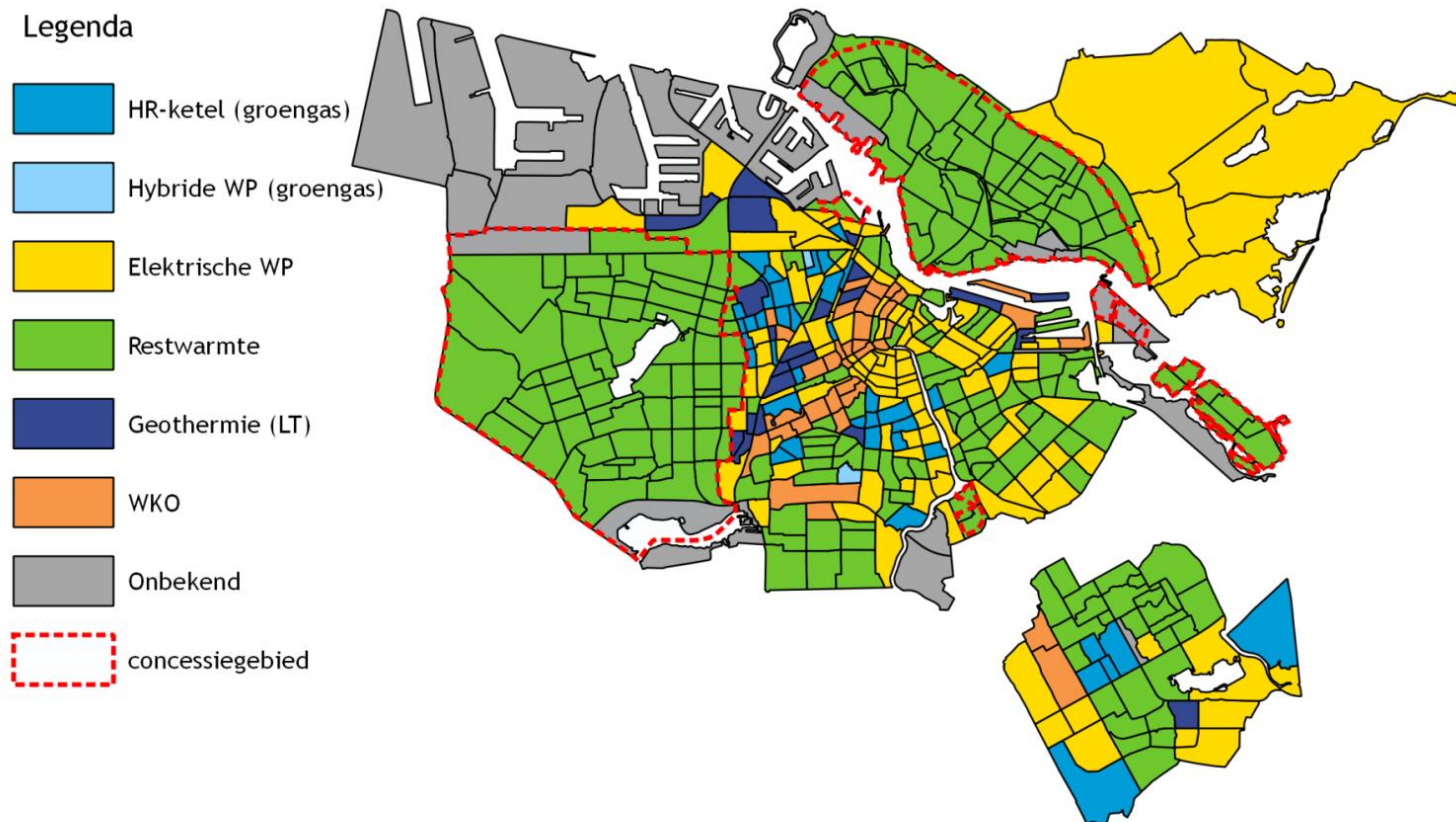 Legenda
HR-ketel (groengas)
Hybride WP (groengas)
Elektrische WP
Restwarmte
Geothermie (LT)
WKO
Onbekend
concessiegebied